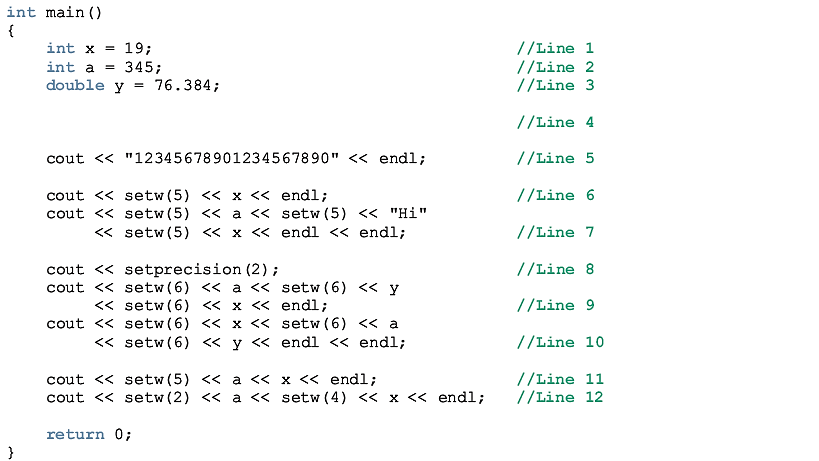 int main()
{
    int x = 19;                                     //Line 1
    int a = 345;                                    //Line 2
    double y = 76.384;                              //Line 3
                                                    //Line 4
    cout << "12345678901234567890" << endl;         //Line 5
    cout << setw(5) << x << endl;                   //Line 6
    cout << setw(5) << a << setw(5) << "Hi"
         << setw(5) << x << endl << endl;           //Line 7
    cout << setprecision(2);                        //Line 8
    cout << setw(6) << a << setw(6) << y
         << setw(6) << x << endl;                   //Line 9
    cout << setw(6) << x << setw(6) << a
         << setw(6) << y << endl << endl;           //Line 10
    cout << setw(5) << a << x << endl;              //Line 11
    cout << setw(2) << a << setw(4) << x << endl;   //Line 12
    return 0;
}